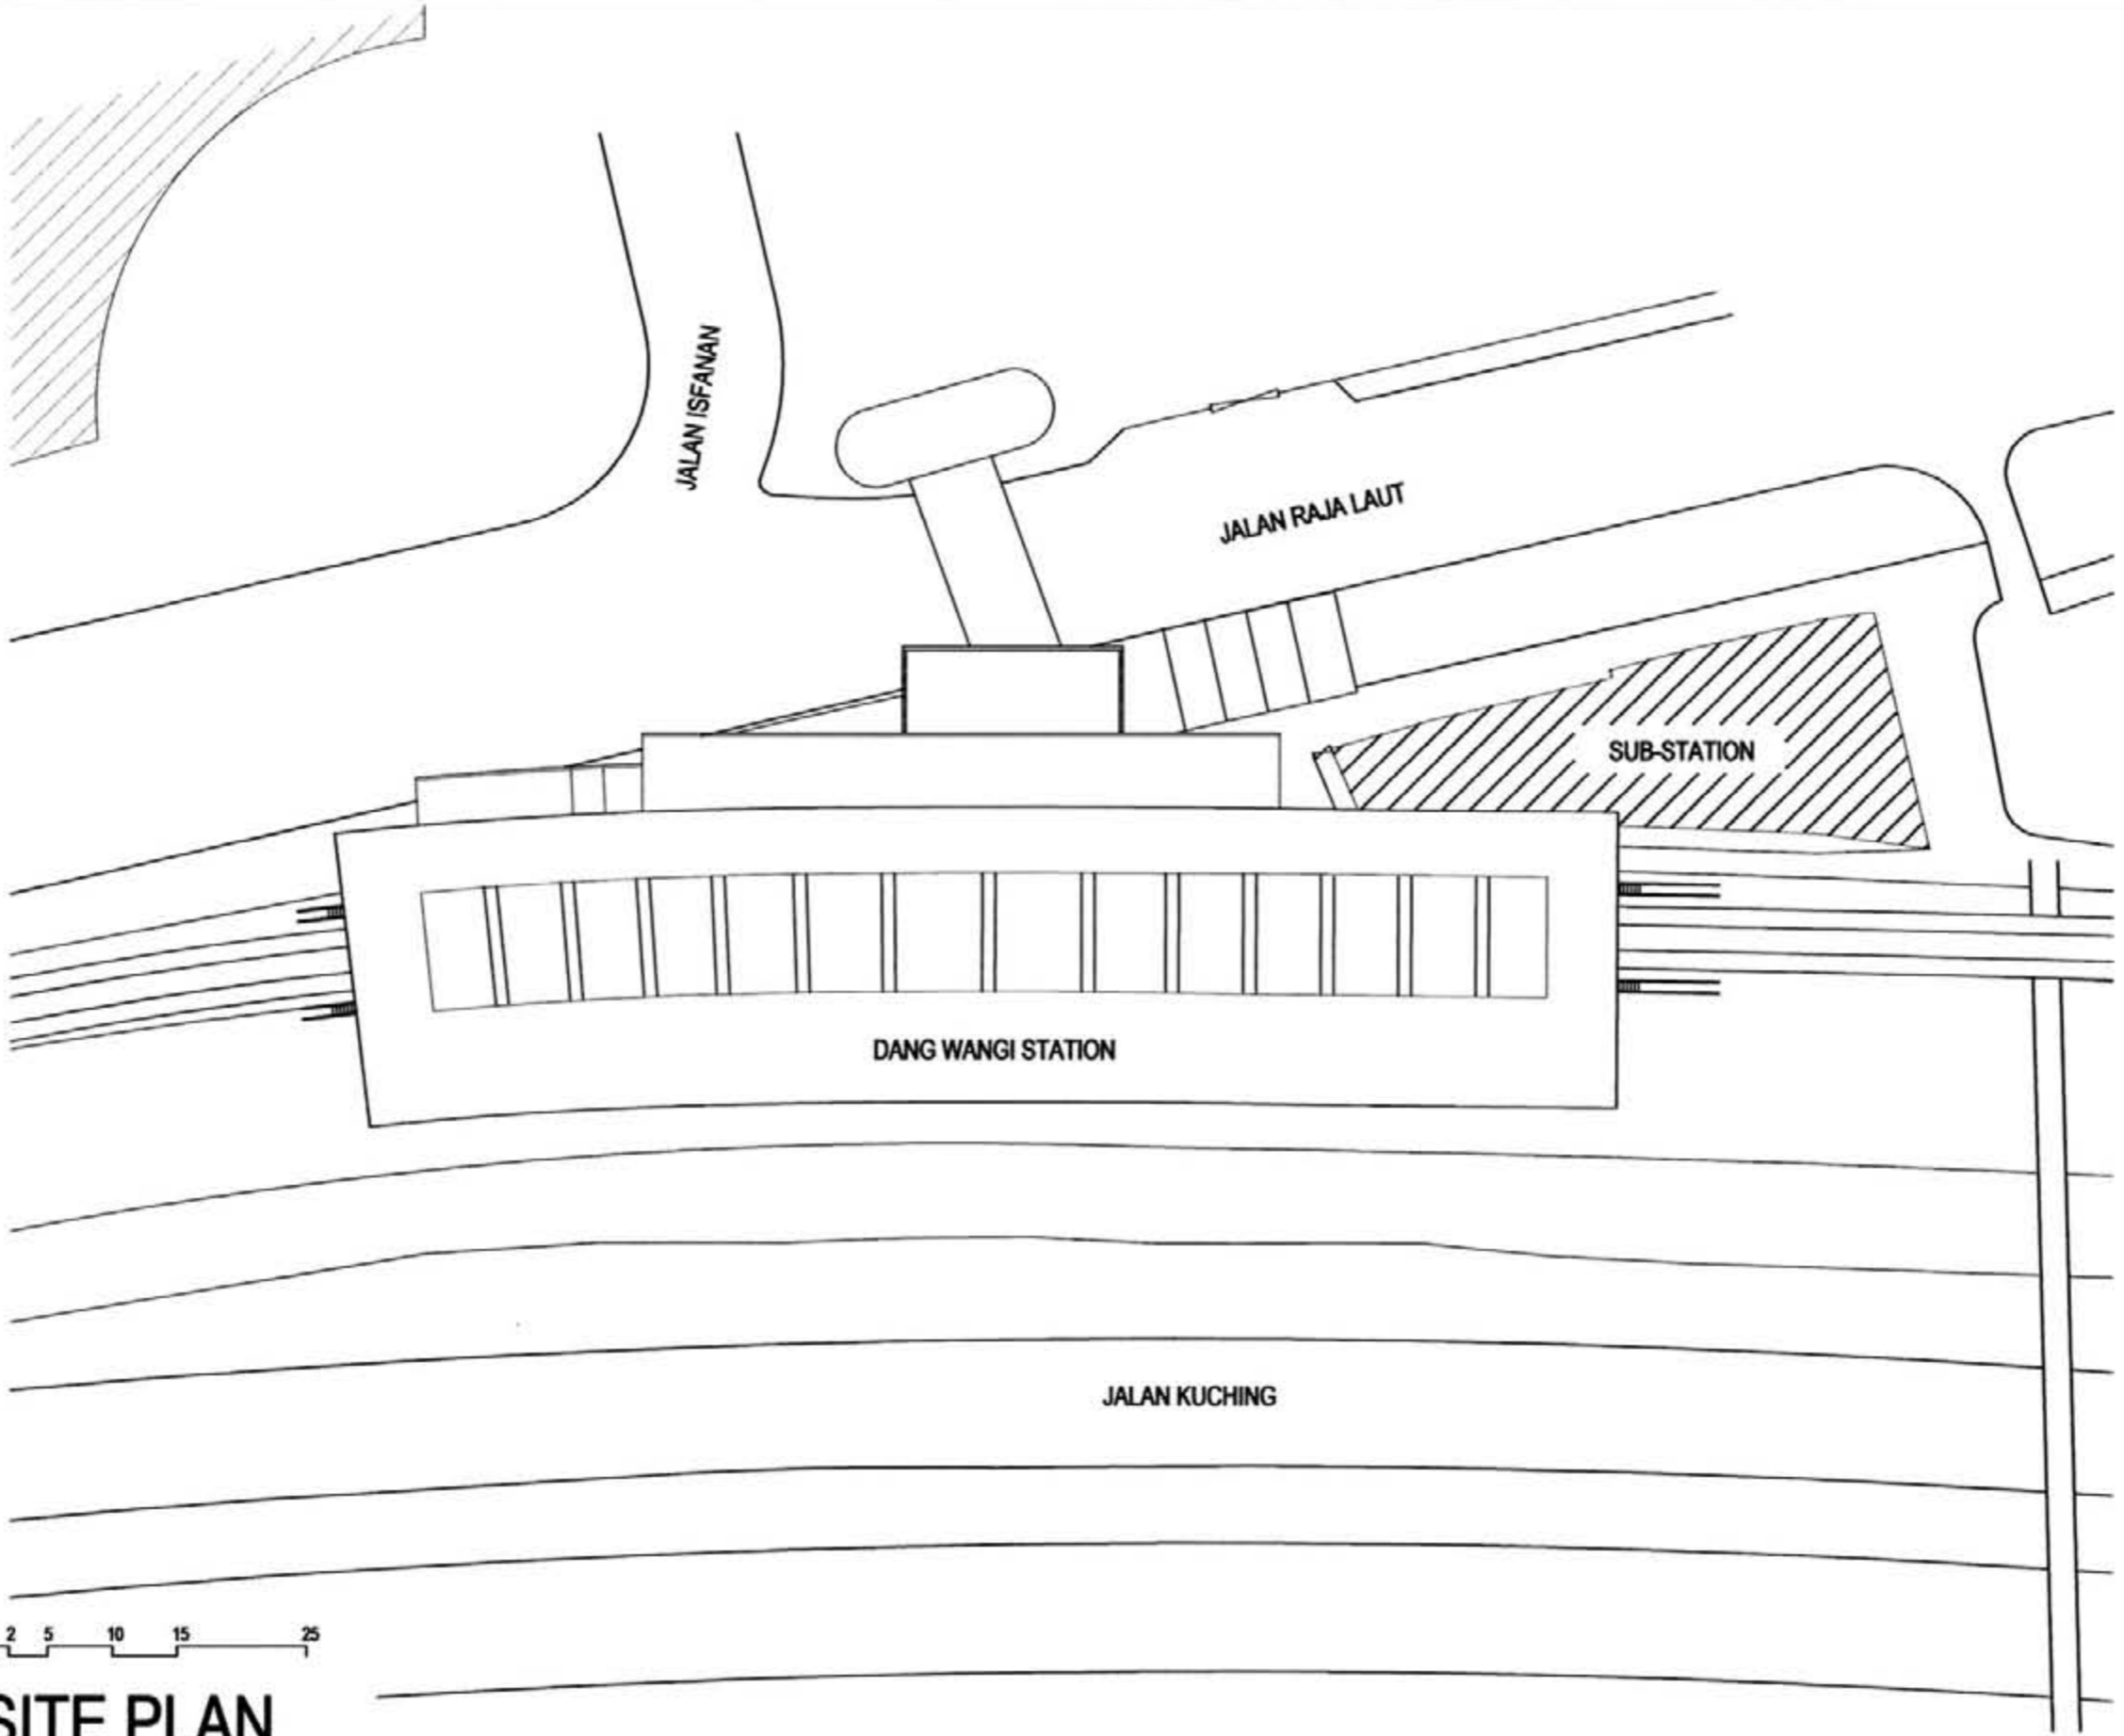 JALAN ISFANAN
JALAN RAJA LAUT
SUB-STATION
DANG WANGI STATION
JALAN KUCHING
2 5 10 15 25
SITE PLAN